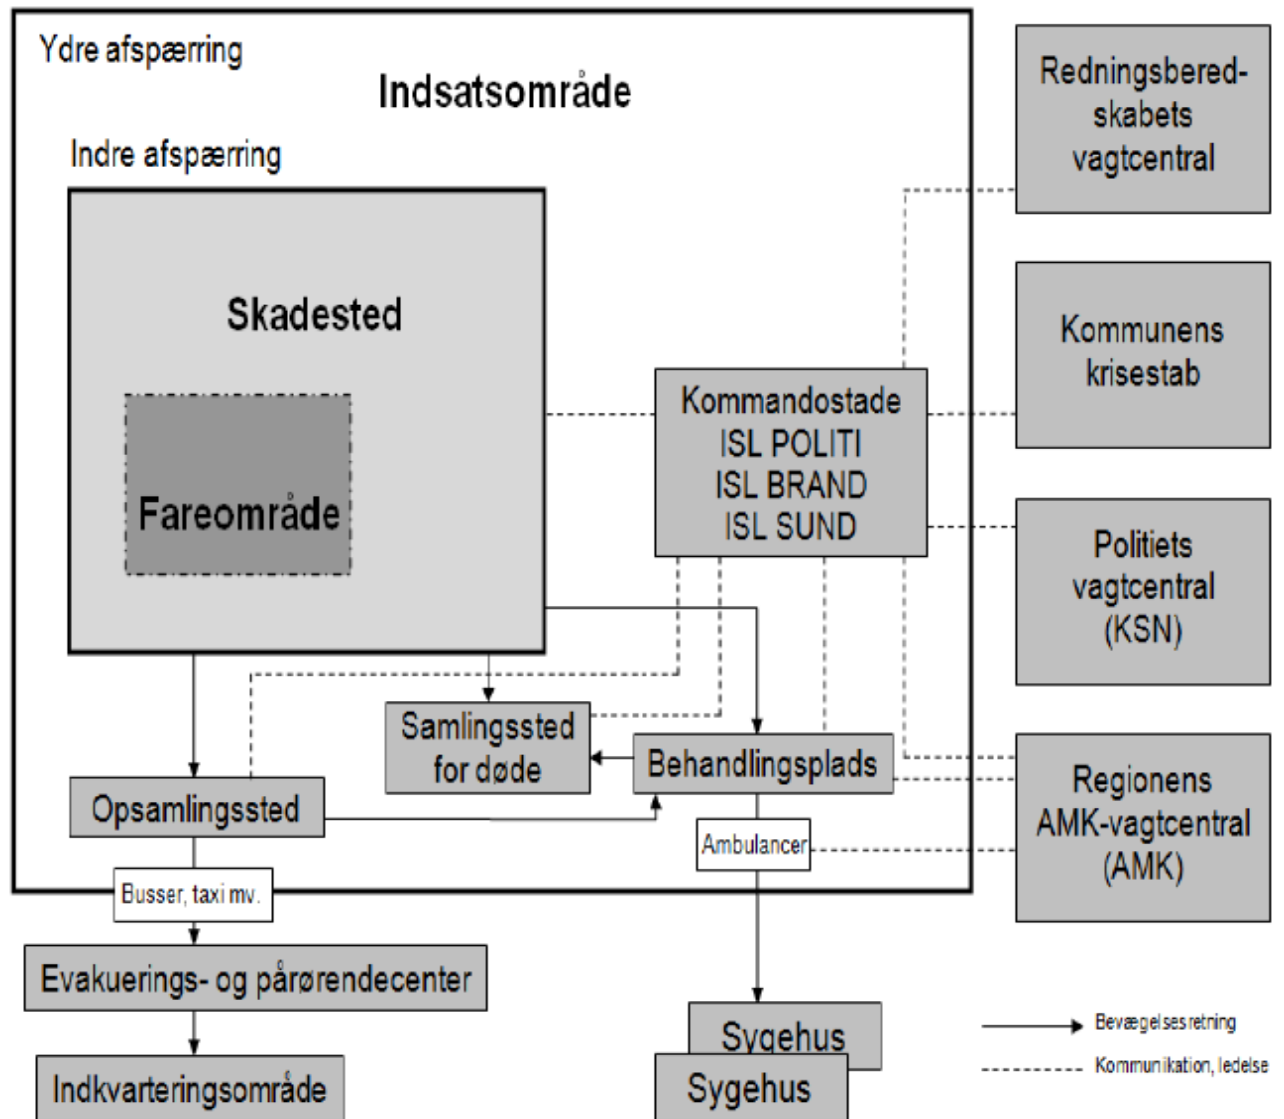 Ydre afspærring
Indsatsområde
Indre afspærring
Skadested
Fareområde
Kommandostade
ISL POLITI
ISL BRAND
ISL SUND
Redningsbered-
skabets
vagtcentral
Kommunens
krisestab
Politiets
vagtcentral
(KSN)
Regionens
AMK-vagtcentral
(AMK)
Samlingssted
for døde
Behandlingsplads
Opsamlingssted
Ambulancer
Busser, taxi mv.
Evakuerings- og pårørendecenter
Indkvarteringsområde
Sygehus
Sygehus
Bevægelsesretning
Kommunikation, ledelse